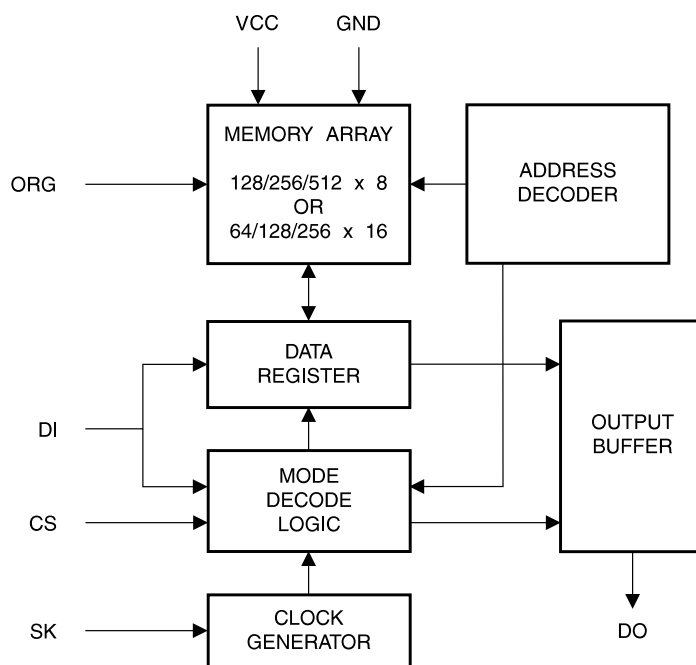 VCC
GND
MEMORY ARRAY
128/256/512 x 8
OR
64/128/256 x 16
ORG
ADDRESS
DECODER
DATA
REGISTER
DI
OUTPUT
BUFFER
MODE
DECODE
LOGIC
CS
CLOCK
GENERATOR
SK
DO